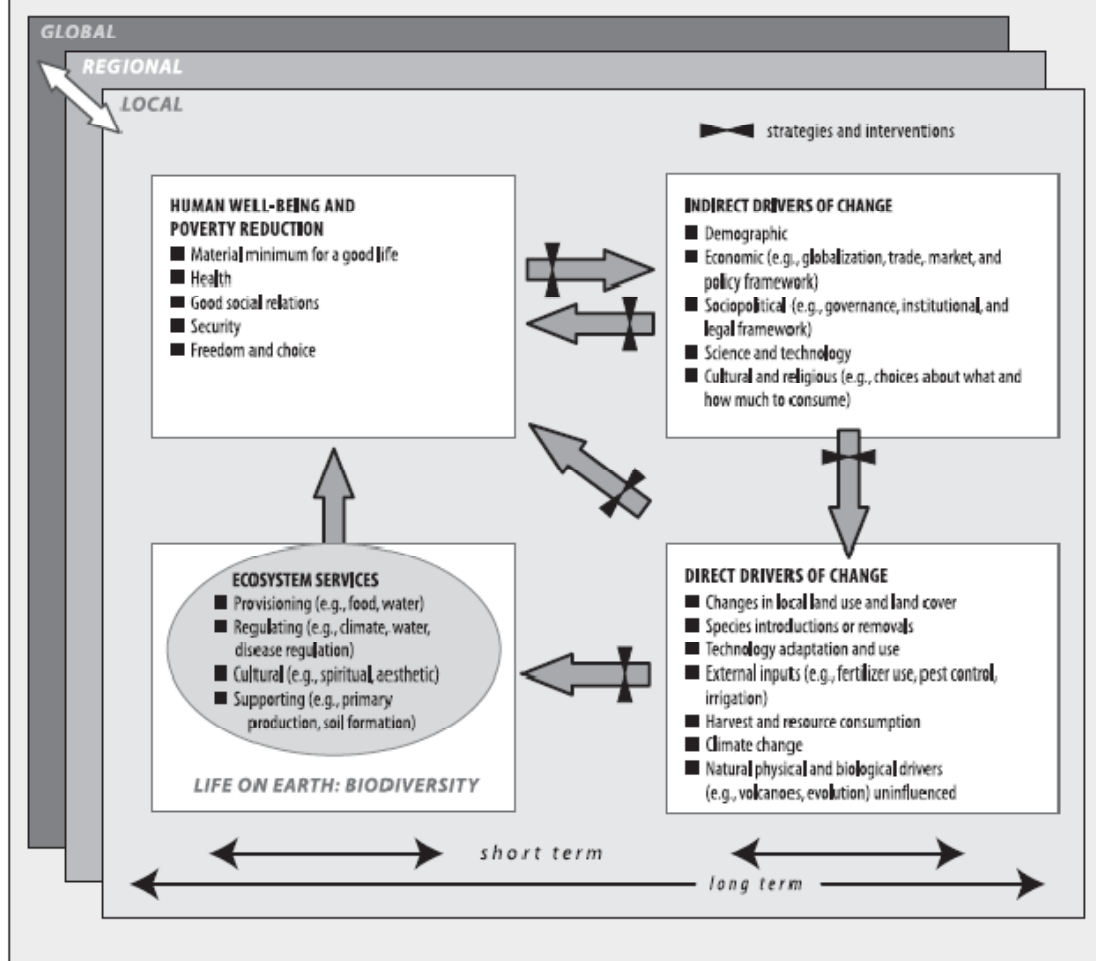 GLOBAL
REGIONAL
LOCAL
strategies and interventions
HUMAN WELL-BEING AND
POVERTY REDUCTION
■ Material minimum for a good life
■ Health
■ Good social relations
■ Security
■ Freedom and choice
INDIRECT DRIVERS OF CHANGE
■ Demographic
■ Economic (e.g., globalization, trade, market, and
policy framework)
■ Sociopolitical (e.g., governance, institutional, and
legal framework)
■ Science and technology
■ Cultural and religious (e.g., choices about what and
how much to consume)
ECOSYSTEM SERVICES
■ Provisioning (e.g., food, water)
■ Regulating (e.g., climate, water,
disease regulation)
■ Cultural (e.g., spiritual, aesthetic)
■ Supporting (e.g., primary
production, soil formation)
LIFE ON EARTH: BIODIVERSITY
DIRECT DRIVERS OF CHANGE
■ Changes in local land use and land cover
■ Species introductions or removals
■ Technology adaptation and use
■ External inputs (e.g., fertilizer use, pest control,
irrigation)
■ Harvest and resource consumption
■ Climate change
■ Natural physical and biological drivers
(e.g., volcanoes, evolution) uninfluenced
short term
long term